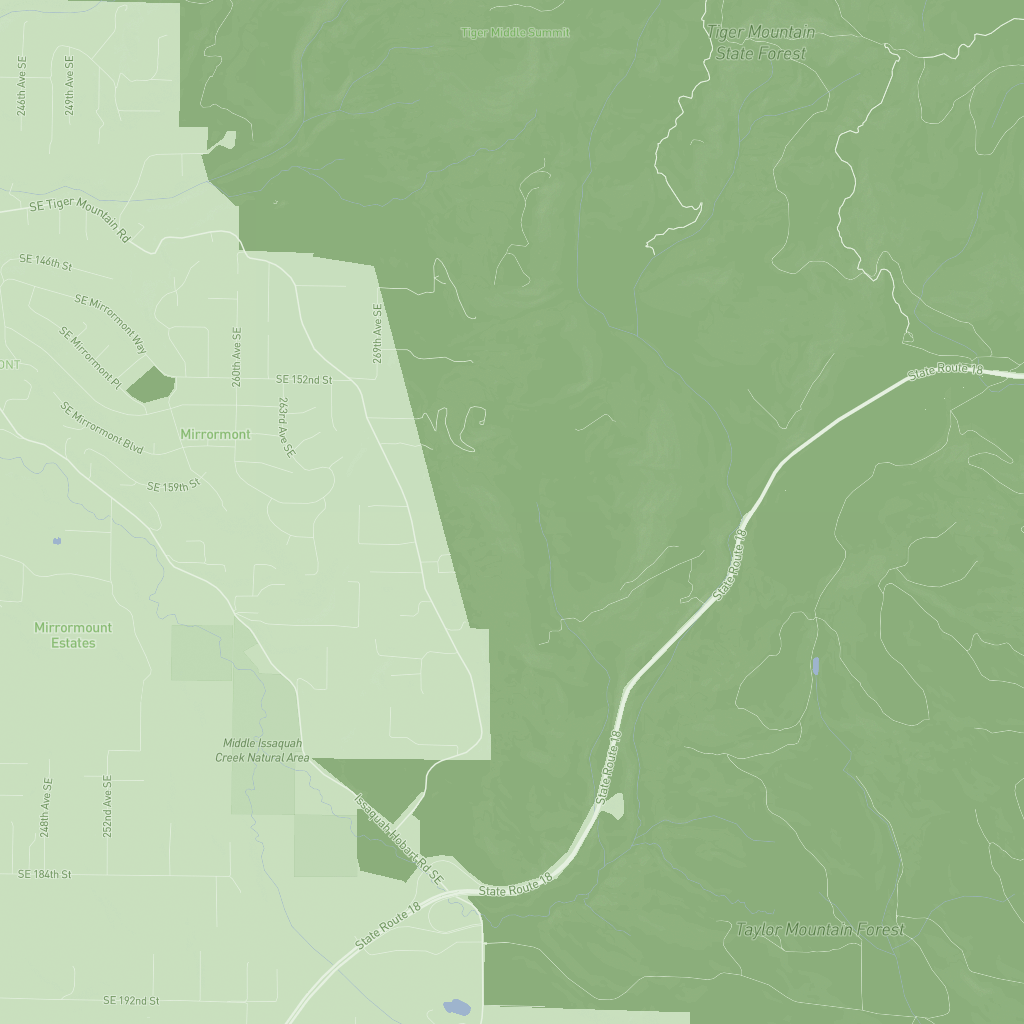 Tiger Middle Summit
Tiger Mountain
State Forest
246th Ave SE
249th Ave SE
SE Tiger Mountain Rd
SE 146th St
SE Mirrormont Way
SE Mirrormont Pl
ONT
260th Ave SE
269th Ave SE
SE 152nd St
State Route 18
SE Mirrormont Blvd
263rd Ave SE
Mirrormont
SE 159th St
State Route 18
Mirrormount
Estates
Middle Issaquah
Creek Natural Area
State Route 18
248th Ave SE
252nd Ave SE
Issaquah-Hobart Rd SE
SE 184th St
State Route 18
State Route 18
Taylor Mountain Forest
SE 192nd St